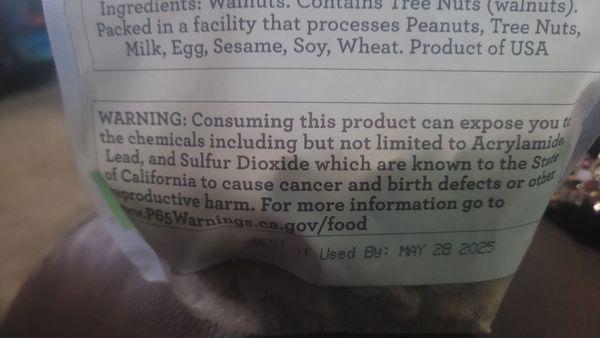 Ingredients: Walnuts. Contains Tree Nuts (walnuts).
Packed in a facility that processes Peanuts, Tree Nuts,
Milk, Egg, Sesame, Soy, Wheat. Product of USA
WARNING: Consuming this product can expose you to
the chemicals including but not limited to Acrylamide,
Lead, and Sulfur Dioxide which are known to the State
of California to cause cancer and birth defects or other
reproductive harm. For more information go to
www.P65Warnings.ca.gov/food
BEST IF Used By: MAY 28 2025